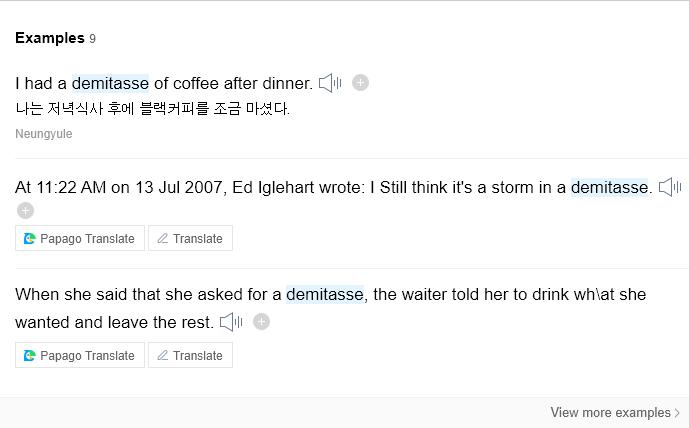 Examples 9
I had a demitasse of coffee after dinner.
나는 저녁식사 후에 블랙커피를 조금 마셨다.
Neungyule
At 11:22 AM on 13 Jul 2007, Ed Iglehart wrote: I Still think it's a storm in a demitasse.
Papago Translate Translate
When she said that she asked for a demitasse, the waiter told her to drink wh\at she
wanted and leave the rest.
Papago Translate Translate
View more examples